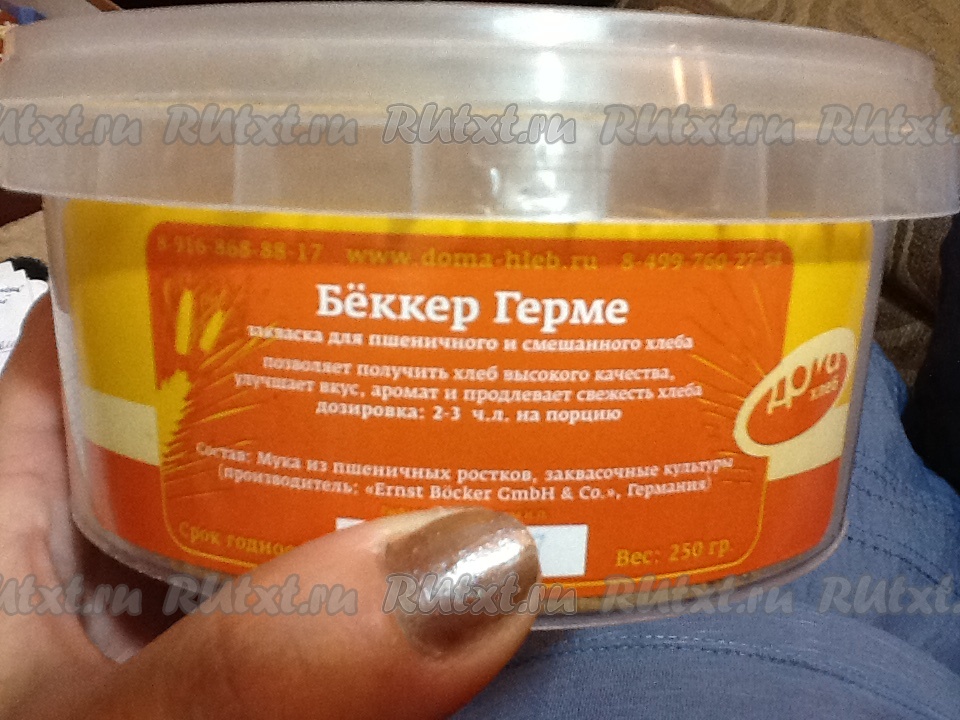 RUtxt.ru RUtxt.ru RUtxt.ru RUtxt.ru RUtxt.ru
8-916-868-88-17 www.doma-hleb.ru 8-499-760-27-54
Бёккер Герме
закваска для пшеничного и смешанного хлеба
позволяет получить хлеб высокого качества,
улучшает вкус, аромат и продлевает свежесть хлеба
дозировка: 2-3 ч.л. на порцию
дома
хлеб
Состав: Мука из пшеничных ростков, заквасочные культуры
(производитель: «Ernst Böcker GmbH & Co.», Германия)
Срок Вес: 250 гр.
RUtxt.ru RUtxt.ru RUtxt.ru RUtxt.ru RUtxt.ru